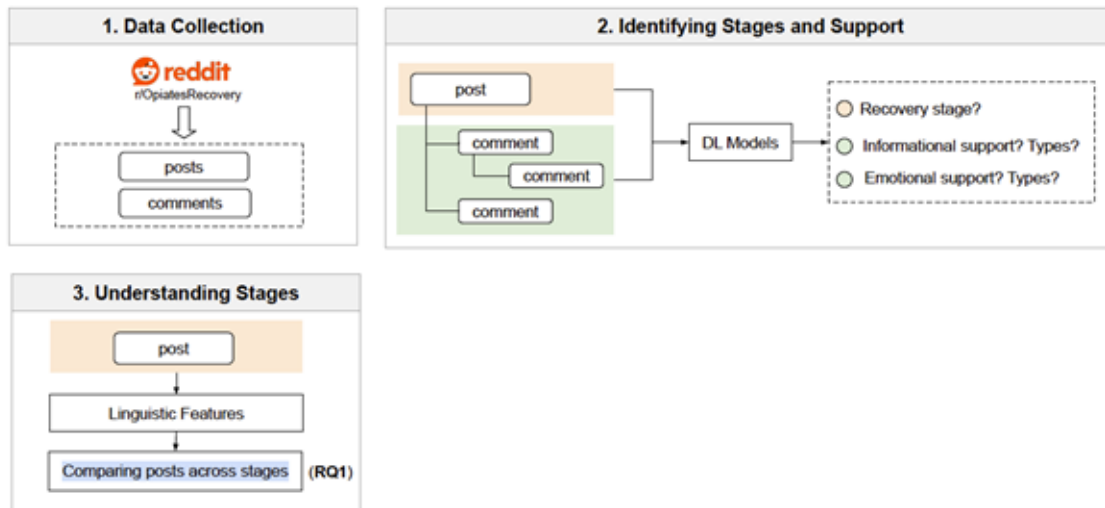 1. Data Collection
reddit
r/OpiatesRecovery
posts
comments
2. Identifying Stages and Support
post
comment
comment
comment
DL Models
Recovery stage?
Informational support? Types?
Emotional support? Types?
3. Understanding Stages
post
Linguistic Features
Comparing posts across stages (RQ1)